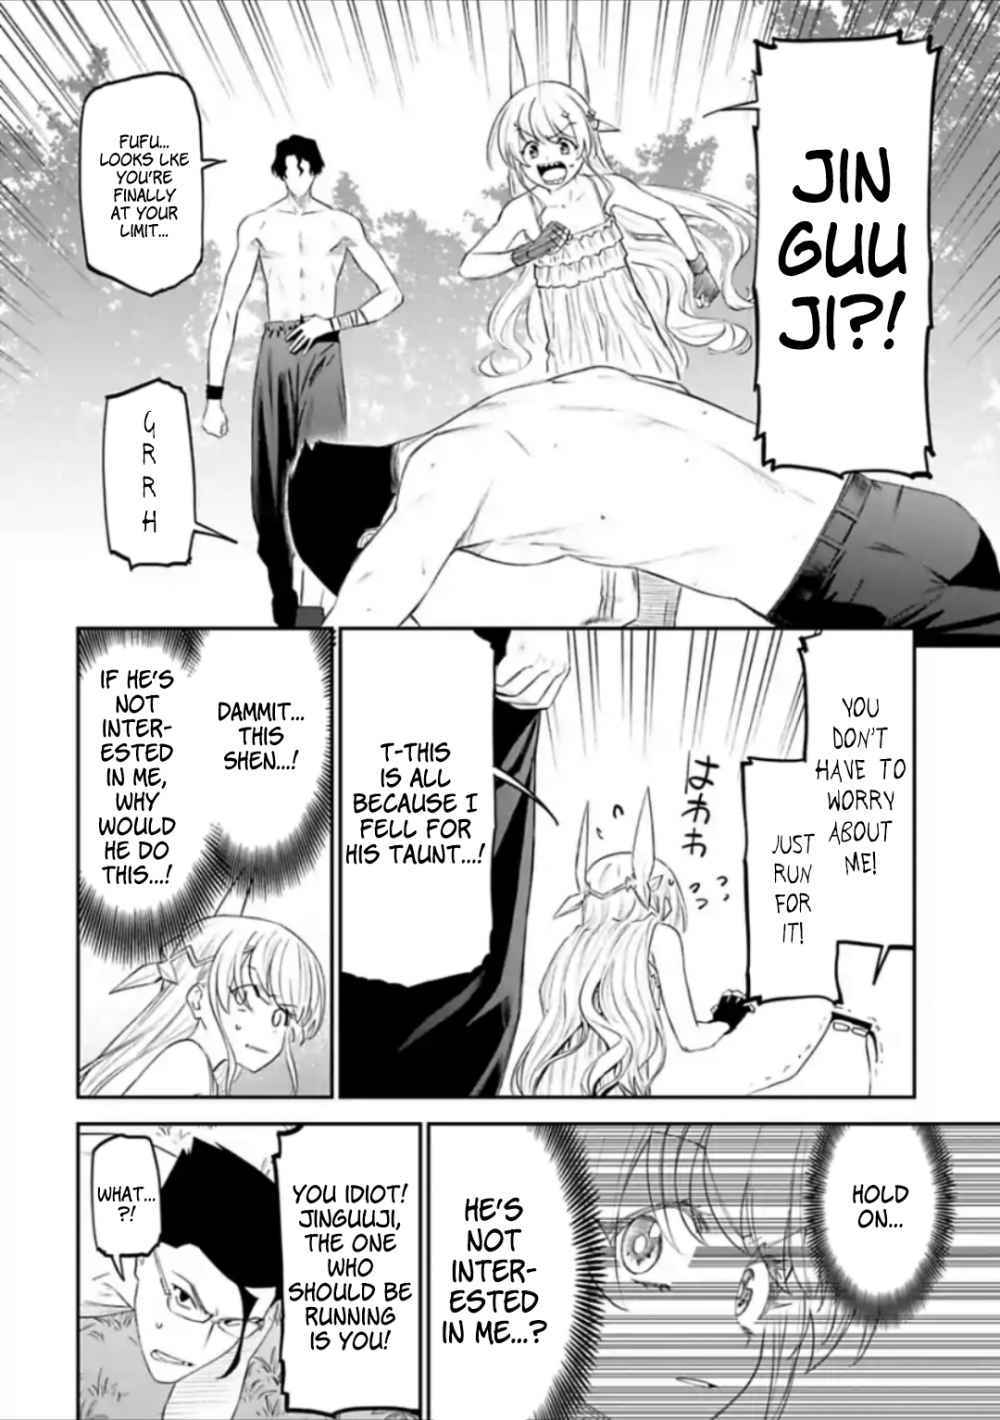 JIN
GUU
JI?!
FUFU...
LOOKS LKE
YOU'RE
FINALLY
AT YOUR
LIMIT...
G
R
R
H
YOU
DON'T
HAVE TO
WORRY
ABOUT
ME!
JUST
RUN
FOR
IT!
はわわ
T-THIS
IS ALL
BECAUSE I
FELL FOR
HIS TAUNT...!
DAMMIT...
THIS
SHEN...!
IF HE'S
NOT
INTER-
ESTED
IN ME,
WHY
WOULD
HE DO
THIS...!
HOLD
ON...
HE'S
NOT
INTER-
ESTED
IN ME...?
YOU IDIOT!
JINGUUJI,
THE ONE
WHO
SHOULD BE
RUNNING
IS YOU!
WHAT...
?!